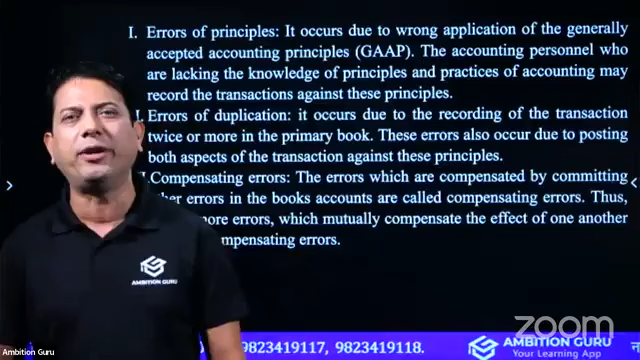 I. Errors of principles: It occurs due to wrong application of the generally
accepted accounting principles (GAAP). The accounting personnel who
are lacking the knowledge of principles and practices of accounting may
record the transactions against these principles.
Errors of duplication: it occurs due to the recording of the transaction
twice or more in the primary book. These errors also occur due to posting
both aspects of the transaction against these principles.
Compensating errors: The errors which are compensated by committing
errors in the books accounts are called compensating errors. Thus,
more errors, which mutually compensate the effect of one another
errors.
AMBITION GURU
Ambition Guru
zoom
9823419117, 9823419118.
AMBITION GURU
Your Learning App